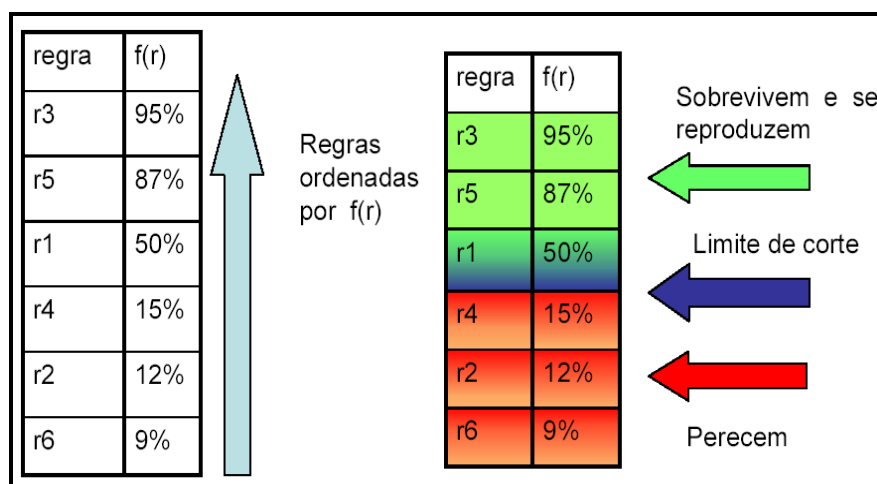 regra f(r)
r3 95%
r5 87%
r1 50%
r4 15%
r2 12%
r6 9%
Regras
ordenadas
por f(r)
regra f(r)
r3 95%
r5 87%
r1 50%
r4 15%
r2 12%
r6 9%
Sobrevivem e se
reproduzem
Limite de corte
Perecem